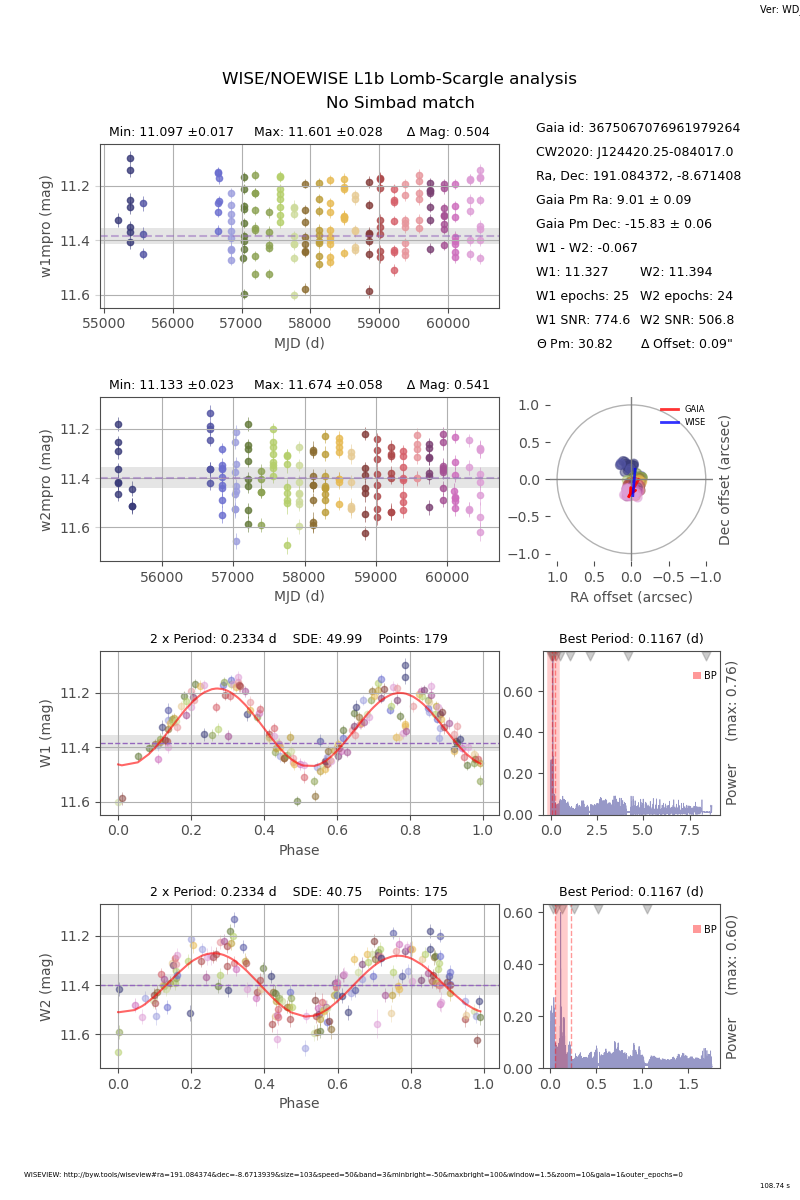 Ver: WD_
WISE/NOEWISE L1b Lomb-Scargle analysis
No Simbad match
Min: 11.097 ±0.017 Max: 11.601 ±0.028 Δ Mag: 0.504
w1mpro (mag)
11.2
11.4
11.6
55000 56000 57000 58000 59000 60000
MJD (d)
Gaia id: 3675067076961979264
CW2020: J124420.25-084017.0
Ra, Dec: 191.084372, -8.671408
Gaia Pm Ra: 9.01 ± 0.09
Gaia Pm Dec: -15.83 ± 0.06
W1 - W2: -0.067
W1: 11.327 W2: 11.394
W1 epochs: 25 W2 epochs: 24
W1 SNR: 774.6 W2 SNR: 506.8
Θ Pm: 30.82 Δ Offset: 0.09"
Min: 11.133 ±0.023 Max: 11.674 ±0.058 Δ Mag: 0.541
w2mpro (mag)
11.2
11.4
11.6
56000 57000 58000 59000 60000
MJD (d)
GAIA
WISE
1.0
0.5
0.0
−0.5
−1.0
Dec offset (arcsec)
1.0 0.5 0.0 −0.5 −1.0
RA offset (arcsec)
2 x Period: 0.2334 d SDE: 49.99 Points: 179
W1 (mag)
11.2
11.4
11.6
0.0 0.2 0.4 0.6 0.8 1.0
Phase
Best Period: 0.1167 (d)
BP
0.60
0.40
0.20
0.00
Power (max: 0.76)
0.0 2.5 5.0 7.5
2 x Period: 0.2334 d SDE: 40.75 Points: 175
W2 (mag)
11.2
11.4
11.6
0.0 0.2 0.4 0.6 0.8 1.0
Phase
Best Period: 0.1167 (d)
BP
0.60
0.40
0.20
0.00
Power (max: 0.60)
0.0 0.5 1.0 1.5
WISEVIEW: http://byw.tools/wiseview#ra=191.084374&dec=-8.6713939&size=103&speed=50&band=3&minbright=-50&maxbright=100&window=1.5&zoom=10&gaia=1&outer_epochs=0
108.74 s